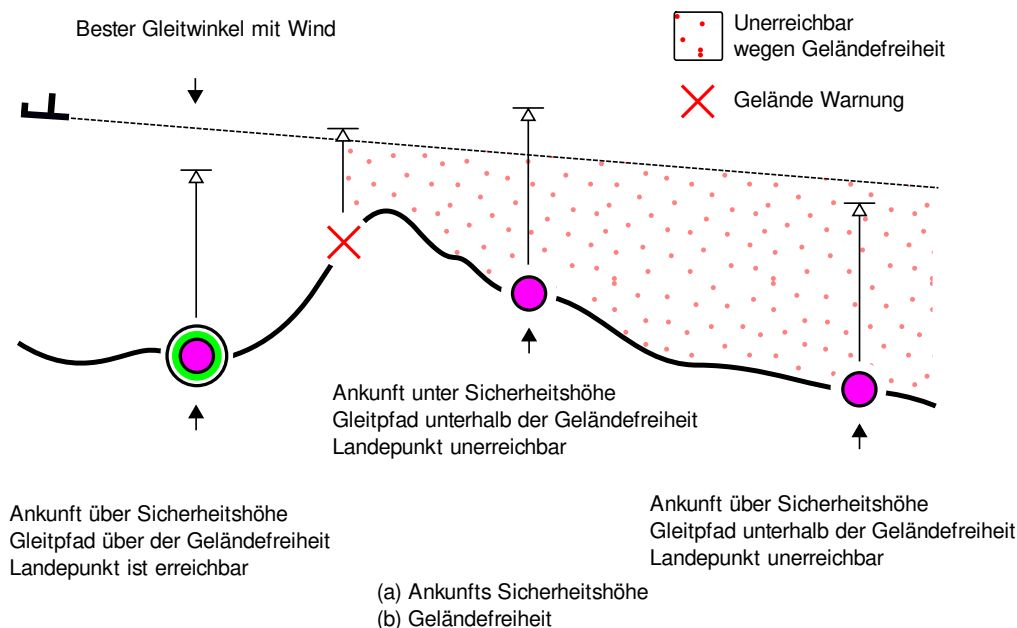 Bester Gleitwinkel mit Wind
Unerreichbar
wegen Geländefreiheit
Gelände Warnung
Ankunft unter Sicherheitshöhe
Gleitpfad unterhalb der Geländefreiheit
Landepunkt unerreichbar
Ankunft über Sicherheitshöhe
Gleitpfad über der Geländefreiheit
Landepunkt ist erreichbar
Ankunft über Sicherheitshöhe
Gleitpfad unterhalb der Geländefreiheit
Landepunkt unerreichbar
(a) Ankunfts Sicherheitshöhe
(b) Geländefreiheit